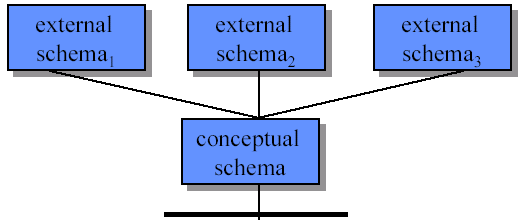 external
schema1
external
schema2
external
schema3
conceptual
schema